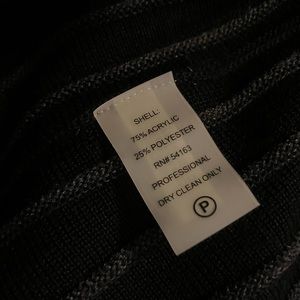 SHELL:
75% ACRYLIC
25% POLYESTER
RN# 54163
PROFESSIONAL
DRY CLEAN ONLY
P